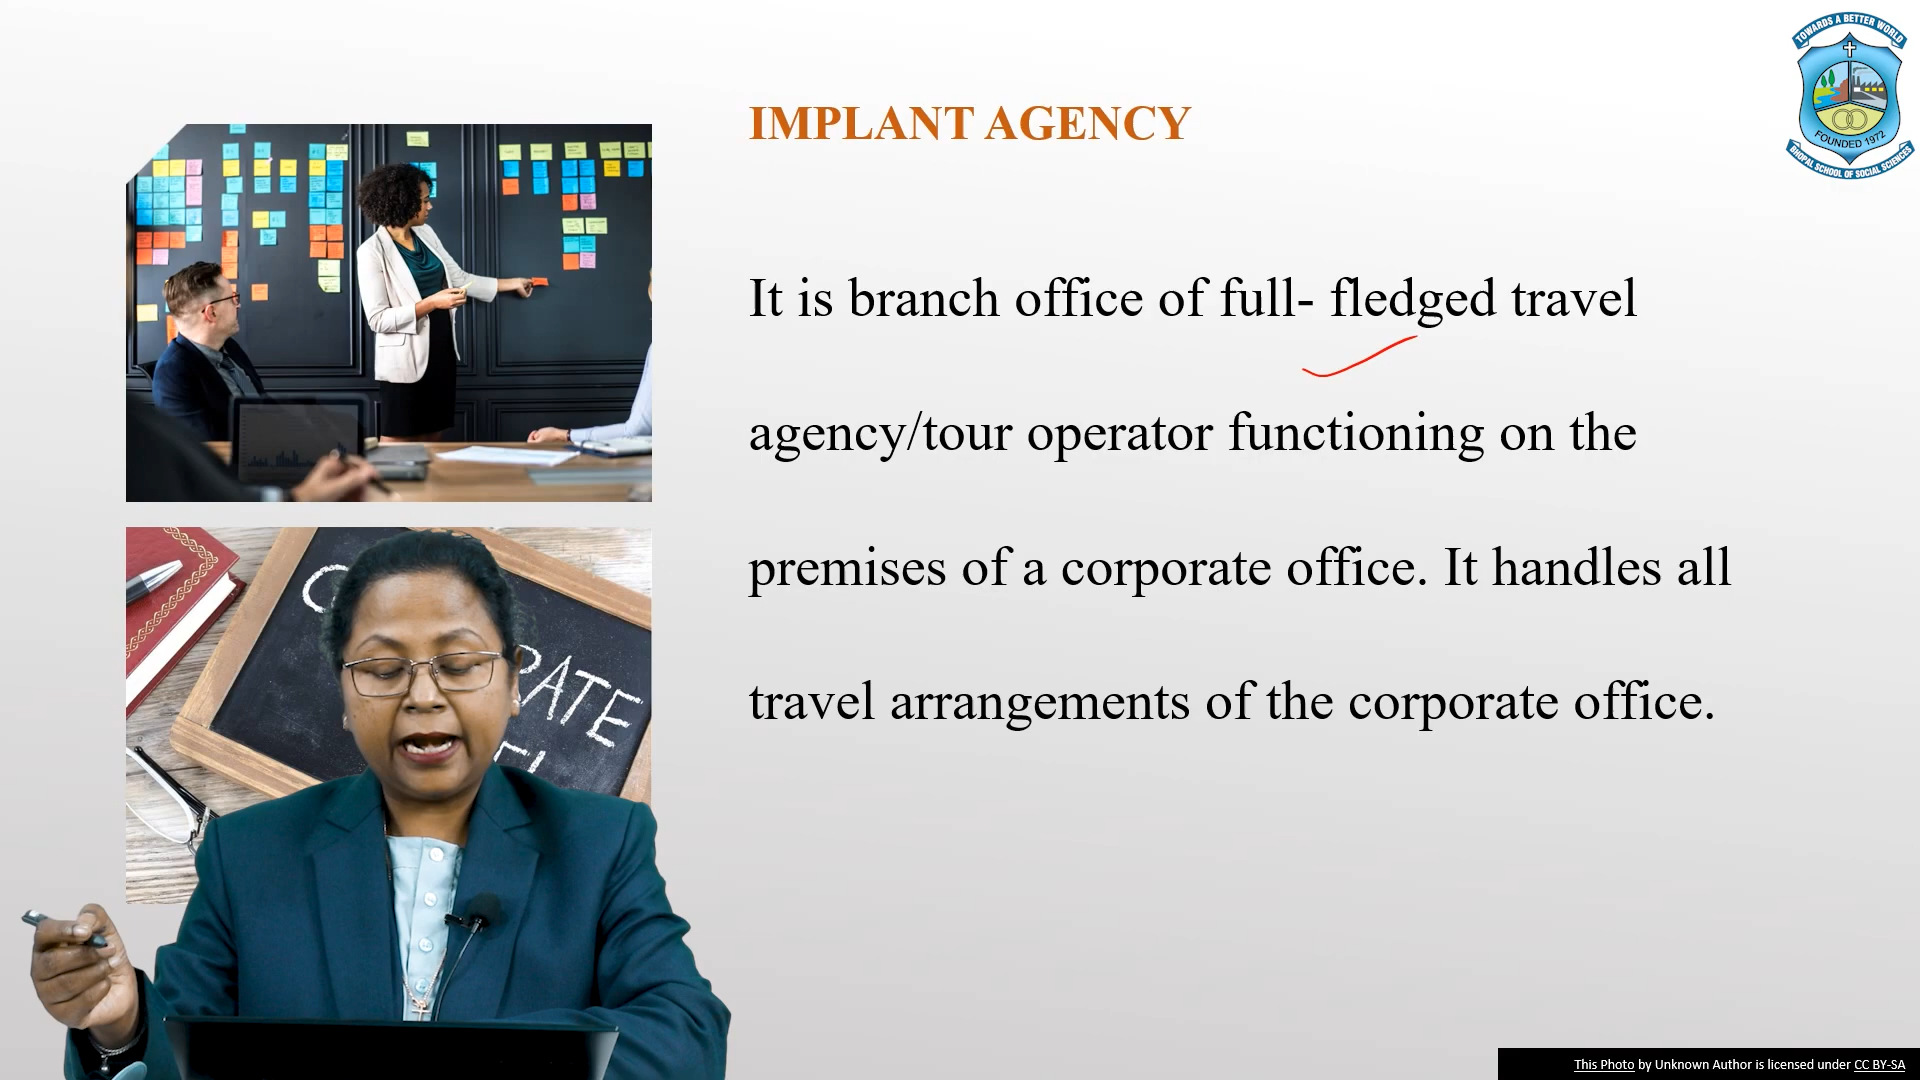 TOWARDS A BETTER WORLD
FOUNDED 1972
BHOPAL SCHOOL OF SOCIAL SCIENCES
IMPLANT AGENCY
It is branch office of full- fledged travel
agency/tour operator functioning on the
premises of a corporate office. It handles all
travel arrangements of the corporate office.
This Photo by Unknown Author is licensed under CC BY-SA